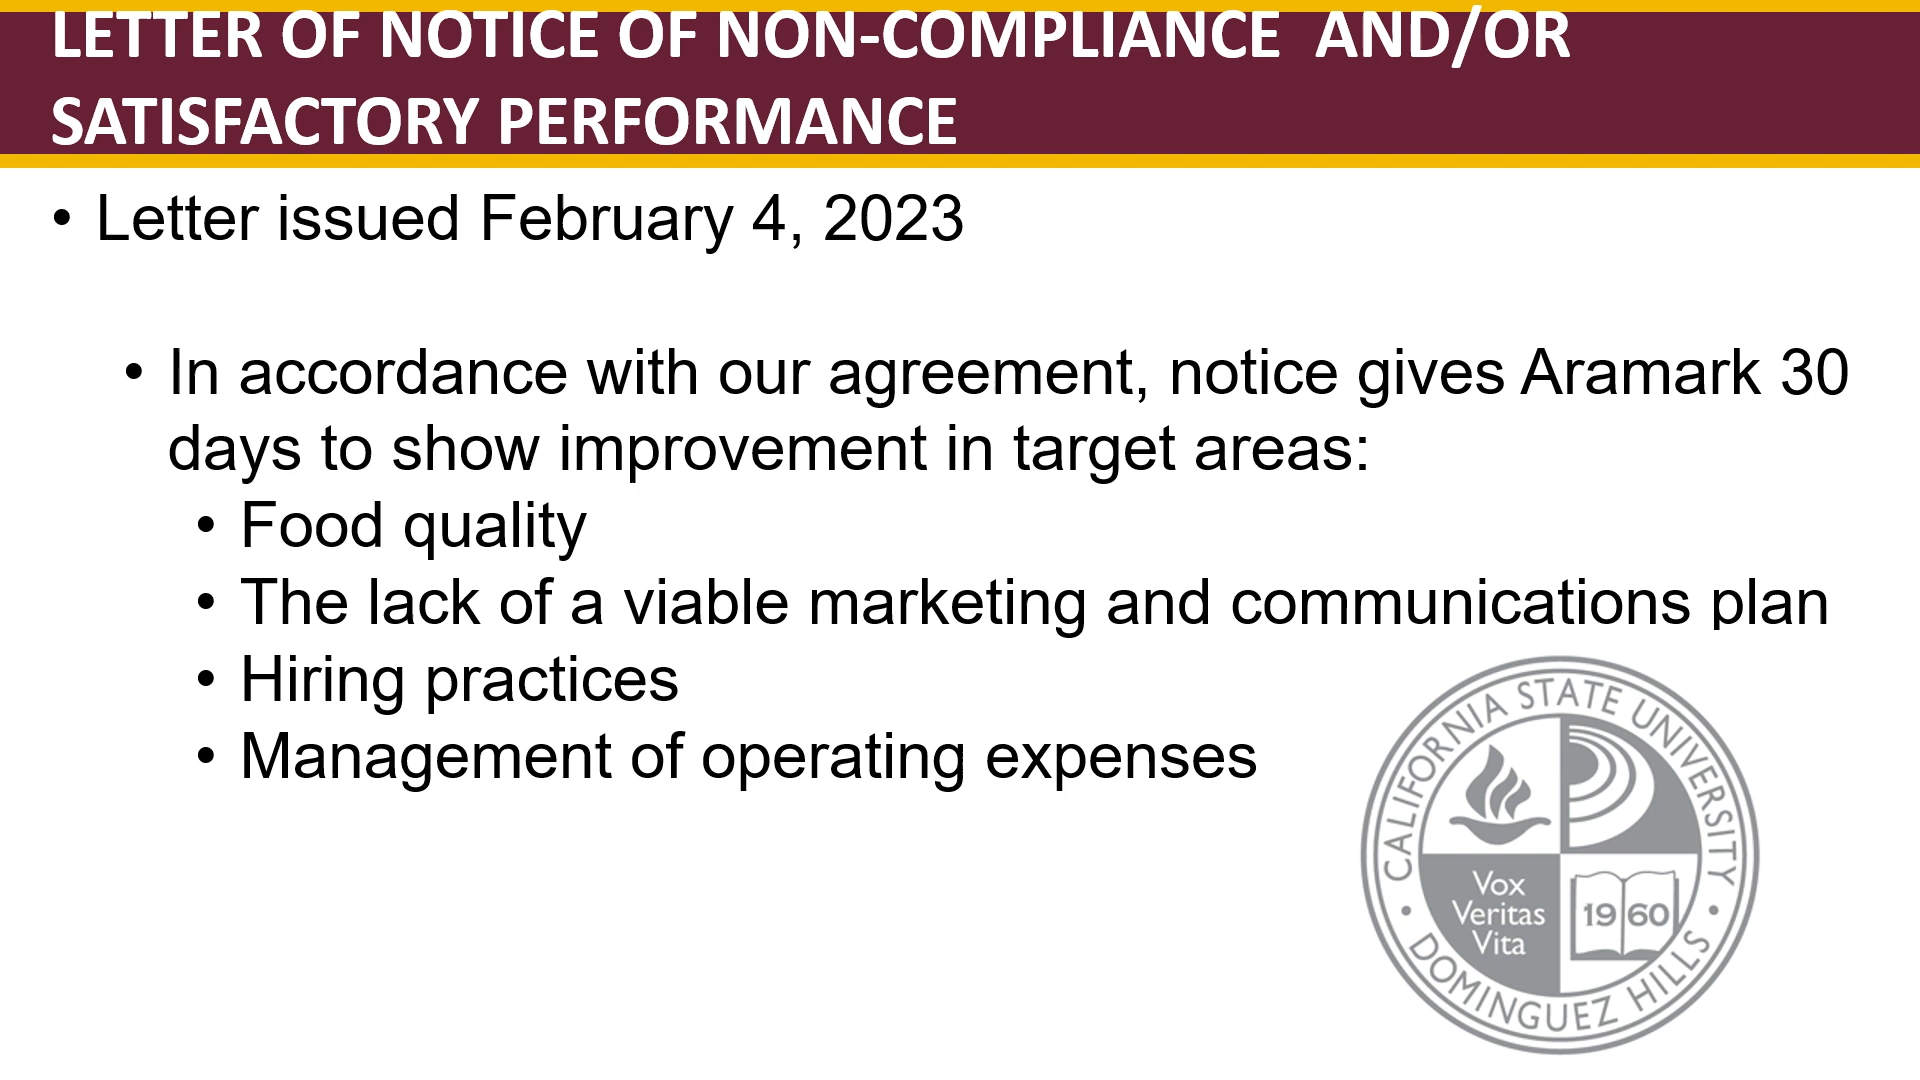 LETTER OF NOTICE OF NON-COMPLIANCE  AND/OR
SATISFACTORY PERFORMANCE
• Letter issued February 4, 2023
• In accordance with our agreement, notice gives Aramark 30
days to show improvement in target areas:
• Food quality
• The lack of a viable marketing and communications plan
• Hiring practices
• Management of operating expenses
CALIFORNIA STATE UNIVERSITY
• DOMINGUEZ HILLS •
Vox
Veritas
Vita
1960